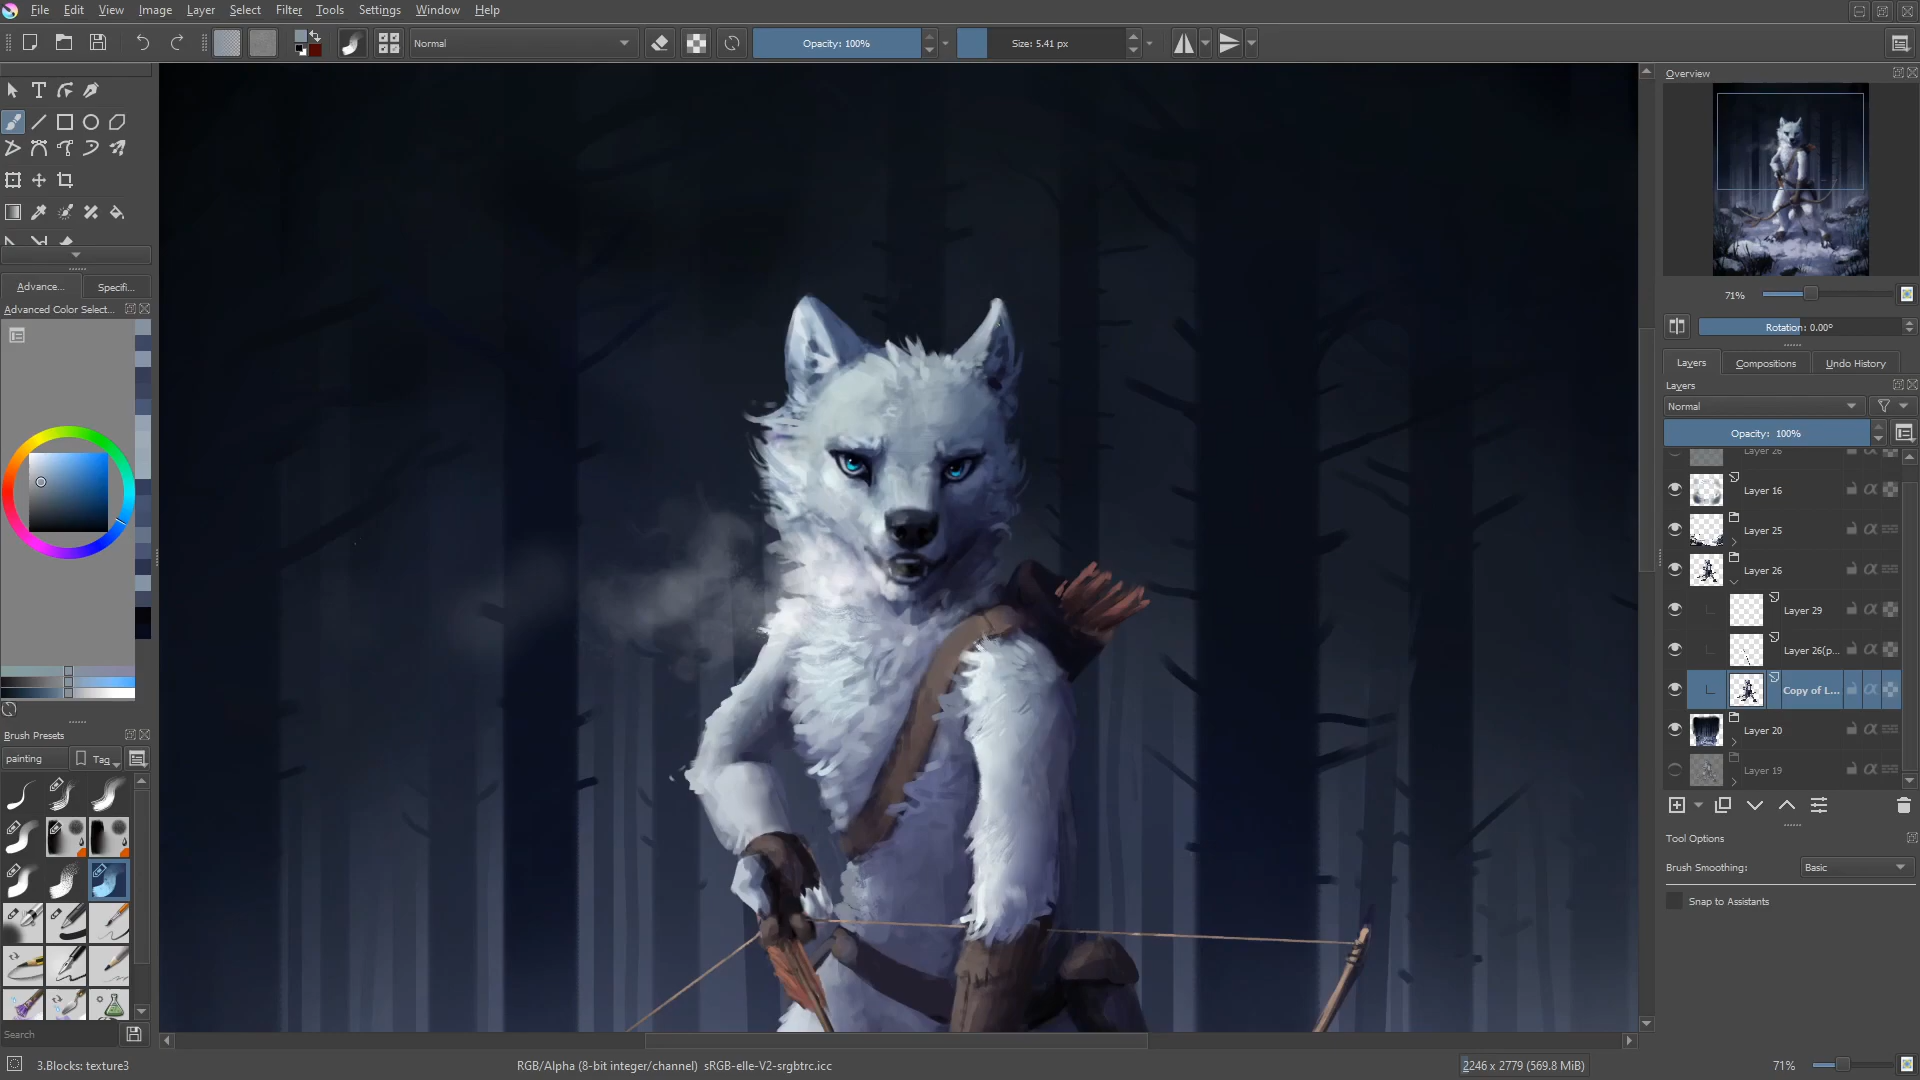 File Edit View Image Layer Select Filter Tools Settings Window Help
Normal
Opacity: 100%
Size: 5.41 px
Overview
71%
Rotation: 0.00°
Advance... Specifi...
Advanced Color Select...
Layers Compositions Undo History
Layers
Normal
Opacity: 100%
Layer 26
Layer 16
Layer 25
Layer 26
Layer 29
Layer 26(p...
Copy of L...
Layer 20
Layer 19
Brush Presets
painting Tag
Tool Options
Brush Smoothing: Basic
Snap to Assistants
Search
3.Blocks: texture3
RGB/Alpha (8-bit integer/channel) sRGB-elle-V2-srgbtrc.icc
2246 x 2779 (569.8 MiB)
71%